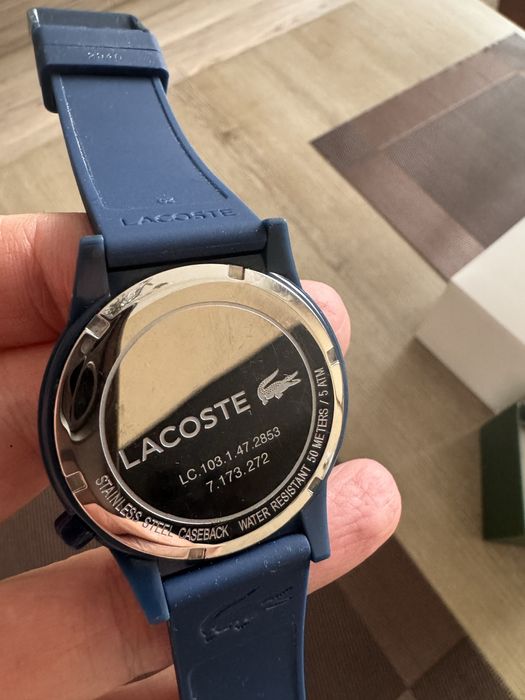 2940
LACOSTE
LACOSTE
LC.103.1.47.2853
7.173.272
STAINLESS STEEL CASEBACK WATER RESISTANT 50 METERS / 5 ATM